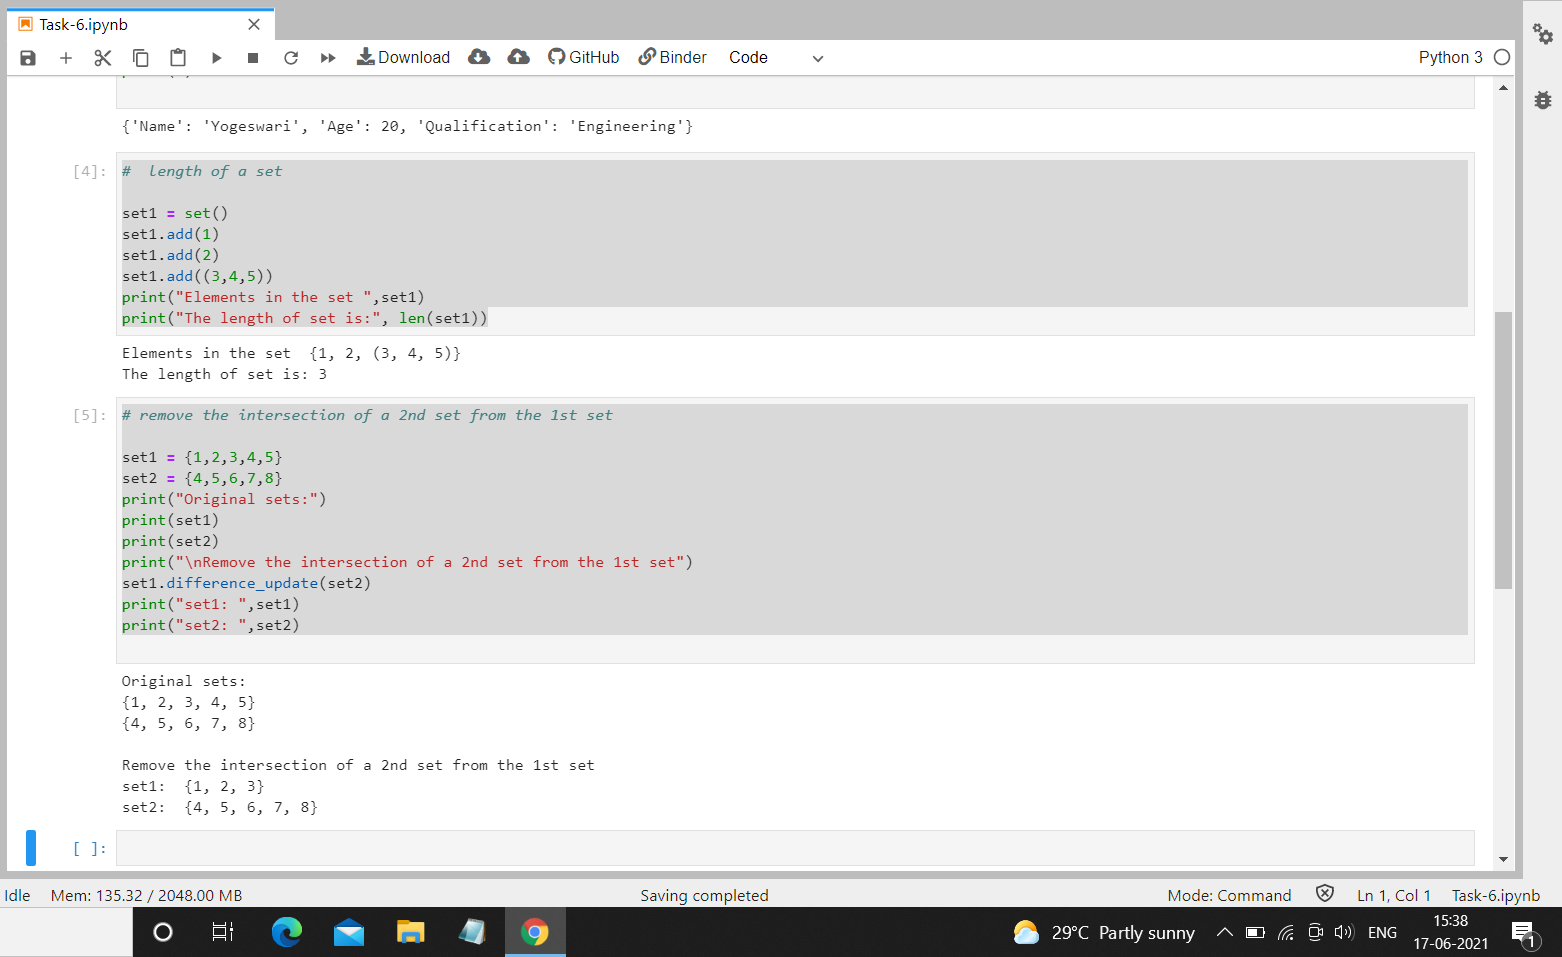 Task-6.ipynb
Download GitHub Binder Code Python 3
{'Name': 'Yogeswari', 'Age': 20, 'Qualification': 'Engineering'}
[4]:
#  length of a set
set1 = set()
set1.add(1)
set1.add(2)
set1.add((3,4,5))
print("Elements in the set ",set1)
print("The length of set is:", len(set1))
Elements in the set  {1, 2, (3, 4, 5)}
The length of set is: 3
[5]:
# remove the intersection of a 2nd set from the 1st set
set1 = {1,2,3,4,5}
set2 = {4,5,6,7,8}
print("Original sets:")
print(set1)
print(set2)
print("\nRemove the intersection of a 2nd set from the 1st set")
set1.difference_update(set2)
print("set1: ",set1)
print("set2: ",set2)
Original sets:
{1, 2, 3, 4, 5}
{4, 5, 6, 7, 8}
Remove the intersection of a 2nd set from the 1st set
set1:  {1, 2, 3}
set2:  {4, 5, 6, 7, 8}
[ ]:
Idle Mem: 135.32 / 2048.00 MB Saving completed Mode: Command Ln 1, Col 1 Task-6.ipynb
29°C Partly sunny ENG 15:38
17-06-2021 1